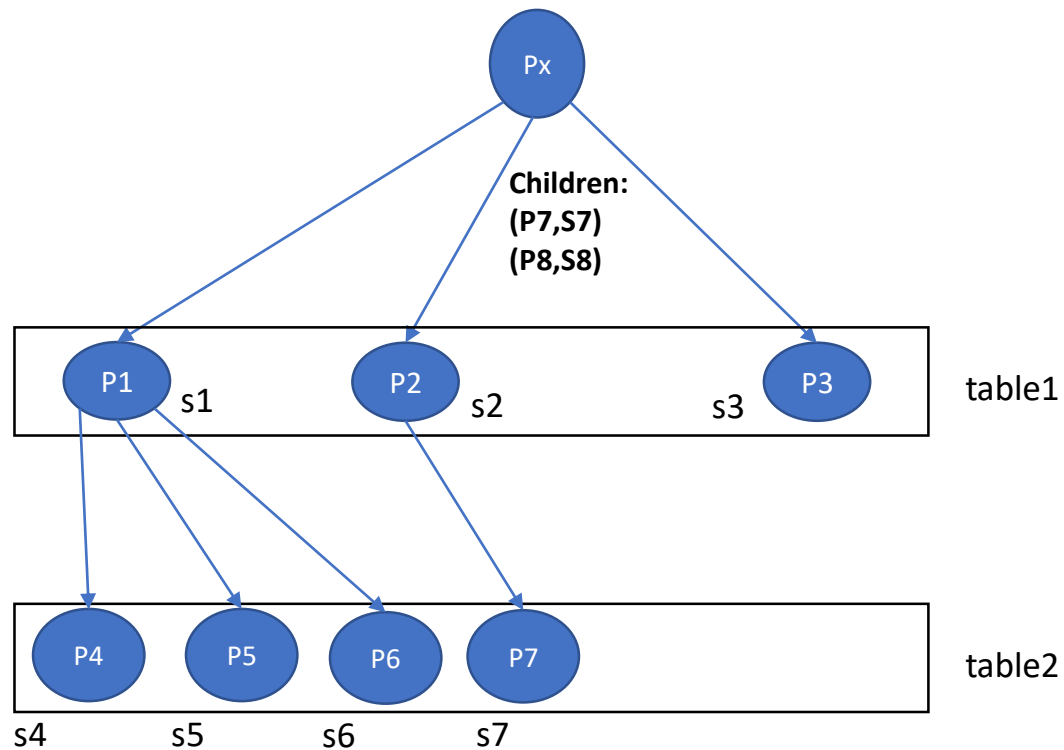 Px
Children:
(P7,S7)
(P8,S8)
P1
s1
P2
s2
s3
P3
table1
P4
P5
P6
P7
table2
s4
s5
s6
s7